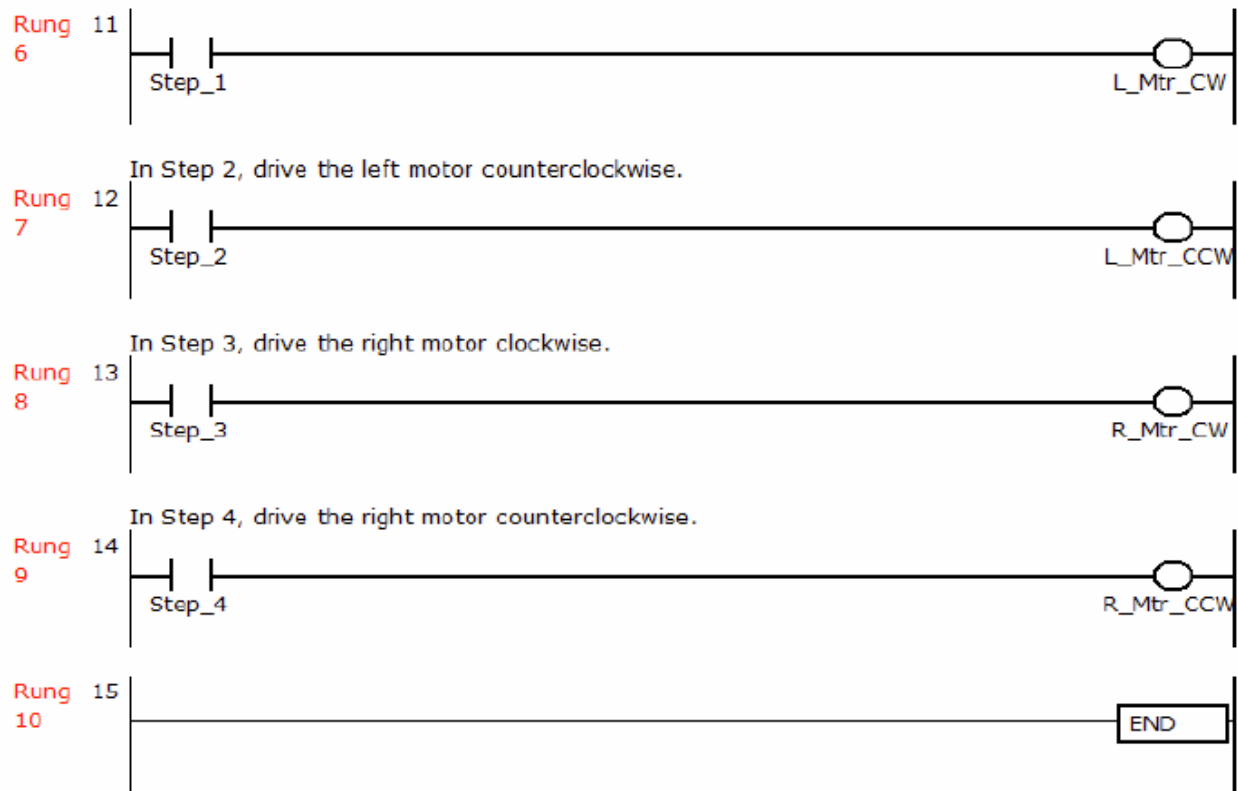 Rung 11
6
Step_1 L_Mtr_CW
In Step 2, drive the left motor counterclockwise.
Rung 12
7
Step_2 L_Mtr_CCW
In Step 3, drive the right motor clockwise.
Rung 13
8
Step_3 R_Mtr_CW
In Step 4, drive the right motor counterclockwise.
Rung 14
9
Step_4 R_Mtr_CCW
Rung 15
10 END